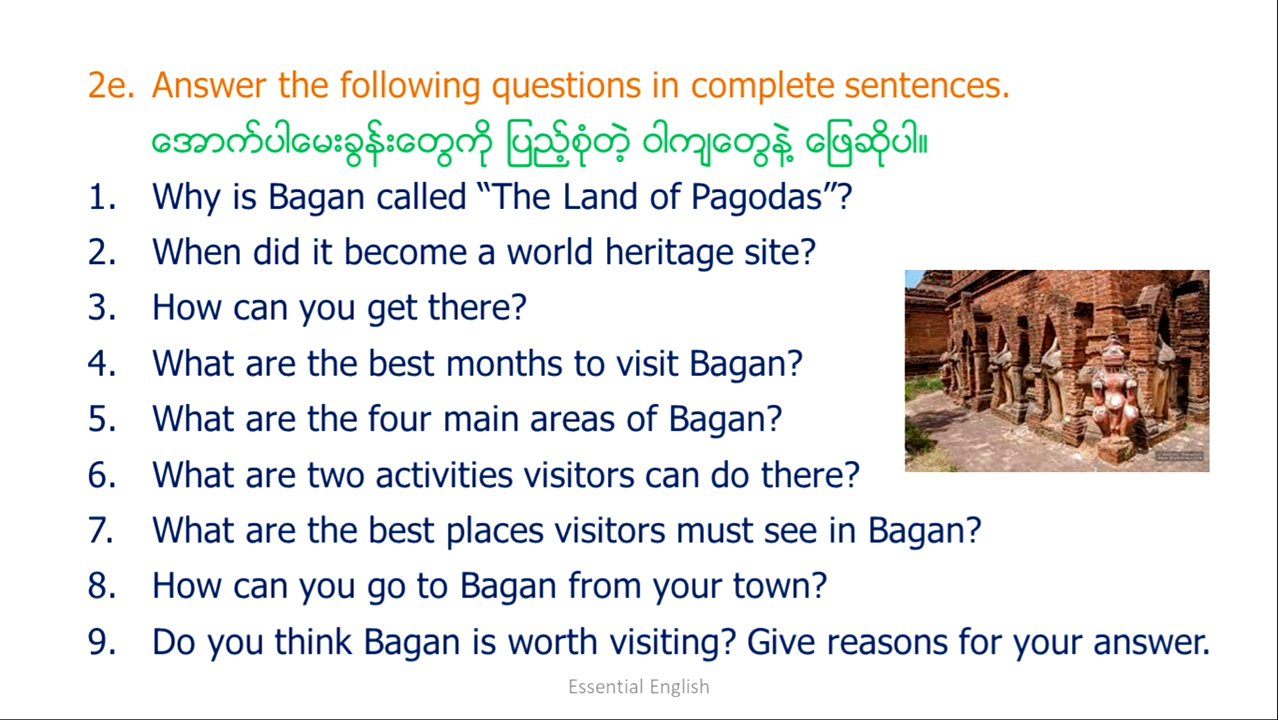 2e. Answer the following questions in complete sentences.
အောက်ပါမေးခွန်းတွေကို ပြည့်စုံတဲ့ ဝါကျတွေနဲ့ ဖြေဆိုပါ။
1. Why is Bagan called “The Land of Pagodas”?
2. When did it become a world heritage site?
3. How can you get there?
4. What are the best months to visit Bagan?
5. What are the four main areas of Bagan?
6. What are two activities visitors can do there?
7. What are the best places visitors must see in Bagan?
8. How can you go to Bagan from your town?
9. Do you think Bagan is worth visiting? Give reasons for your answer.
Essential English